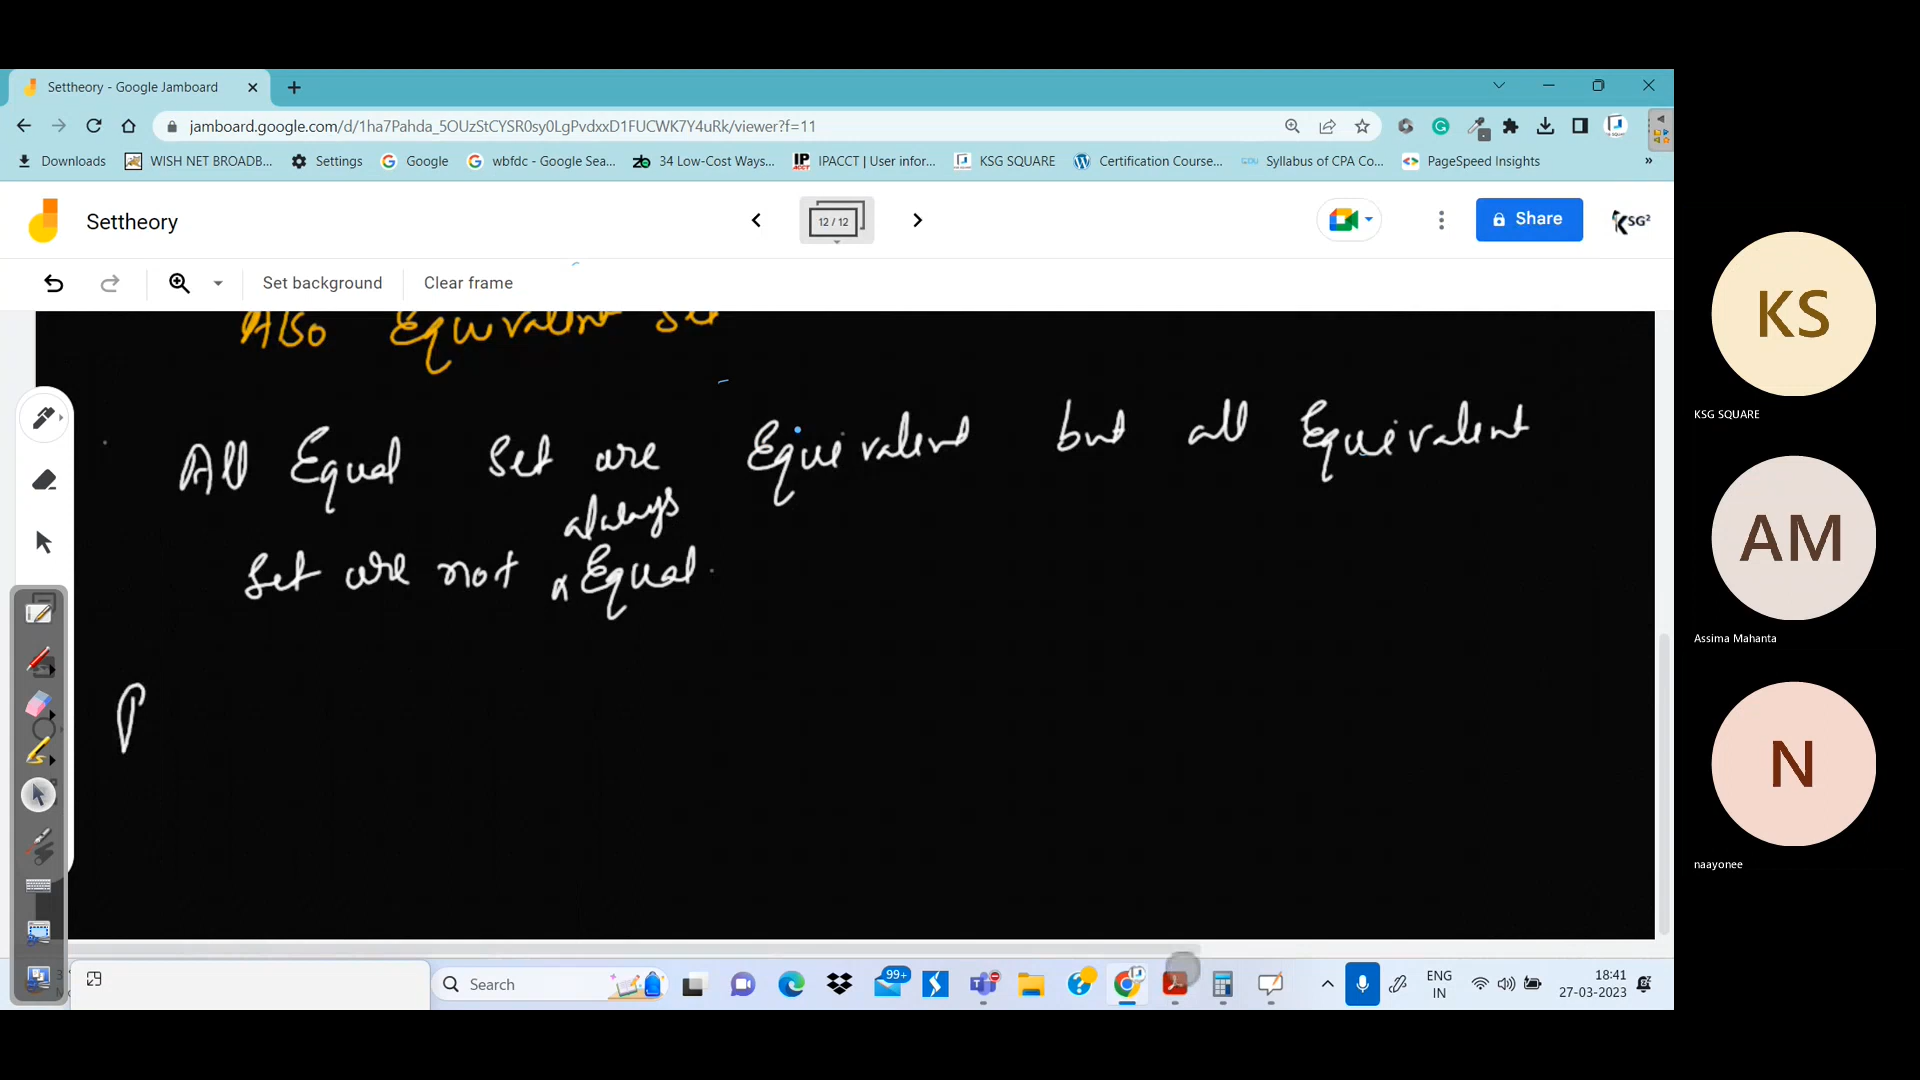 Settheory - Google Jamboard
jamboard.google.com/d/1ha7Pahda_5OUzStCYSR0sy0LgPvdxxD1FUCWK7Y4uRk/viewer?f=11
Downloads WISH NET BROADB... Settings Google wbfdc - Google Sea... 34 Low-Cost Ways... IPACCT | User infor... KSG SQUARE Certification Course... Syllabus of CPA Co... PageSpeed Insights »
Settheory 12 / 12 Share KSG²
Set background Clear frame
Also Equivalent Set
All Equal Set are Equivalent but all Equivalent
always
Set are not Equal.
P
KS
KSG SQUARE
AM
Assima Mahanta
N
naayonee
Search 99+ ENG 18:41
IN 27-03-2023